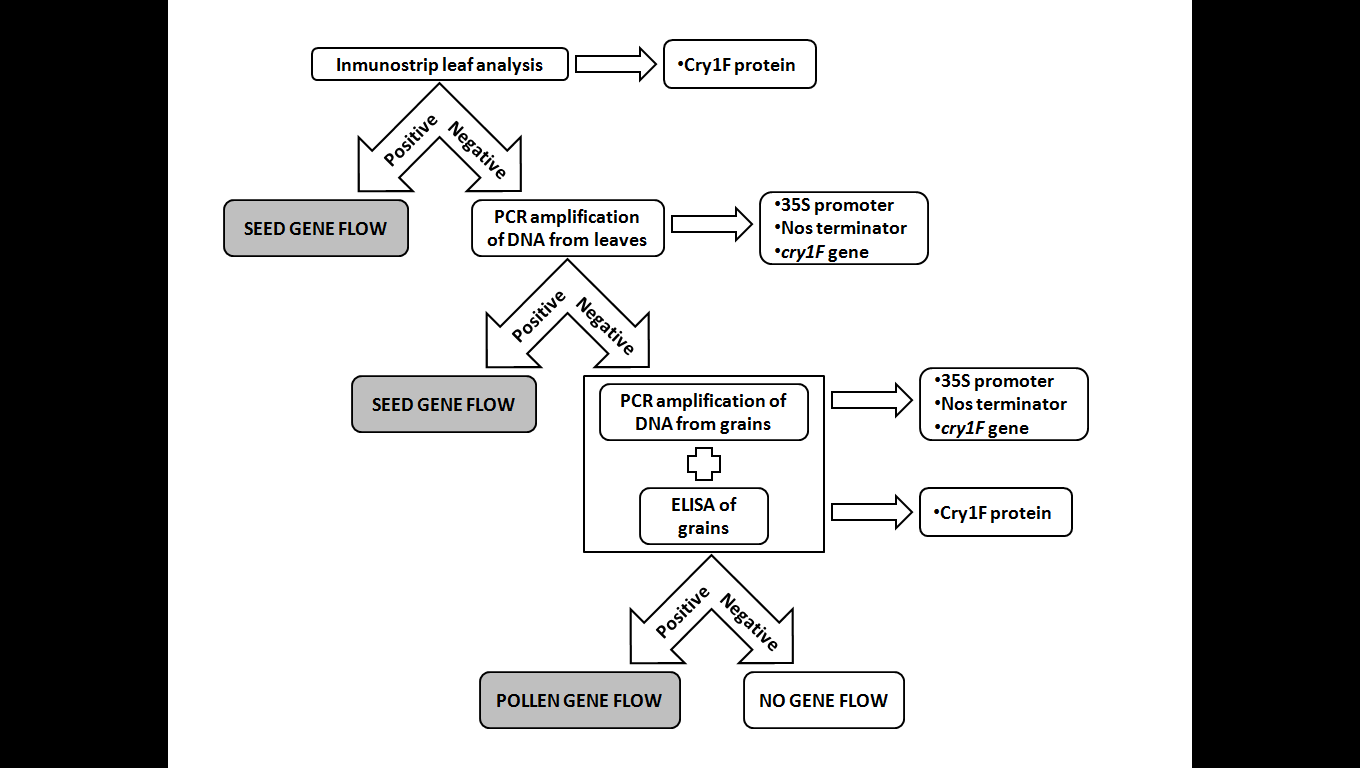 Inmunostrip leaf analysis
•Cry1F protein
Positive
Negative
SEED GENE FLOW
PCR amplification
of DNA from leaves
•35S promoter
•Nos terminator
•cry1F gene
Positive
Negative
SEED GENE FLOW
PCR amplification of
DNA from grains
•35S promoter
•Nos terminator
•cry1F gene
ELISA of
grains
•Cry1F protein
Positive
Negative
POLLEN GENE FLOW
NO GENE FLOW